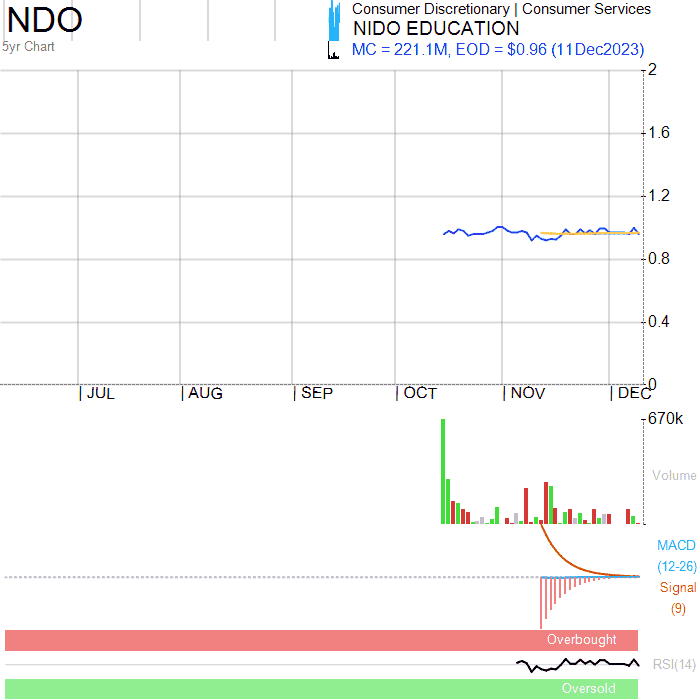 NDO
5yr Chart
Consumer Discretionary | Consumer Services
NIDO EDUCATION
MC = 221.1M, EOD = $0.96 (11Dec2023)
2
1.6
1.2
0.8
0.4
0
| JUL | AUG | SEP | OCT | NOV | DEC
670k
Volume
MACD
(12-26)
Signal
(9)
Overbought
RSI(14)
Oversold